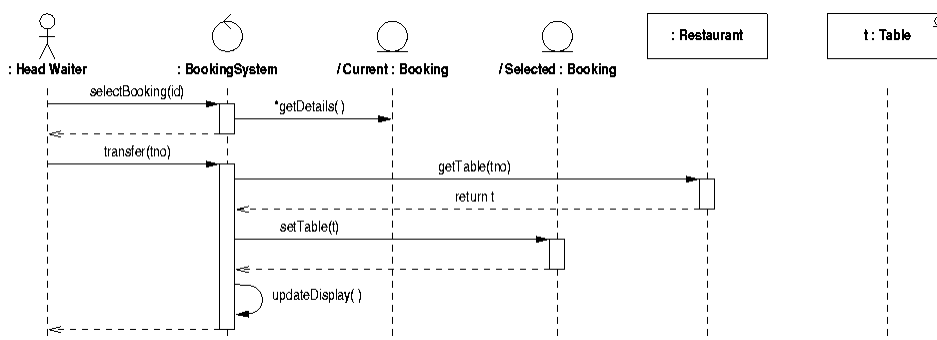 : Restaurant
t : Table
: Head Waiter
: BookingSystem
/ Current : Booking
/ Selected : Booking
selectBooking(id)
*getDetails( )
transfer(tno)
getTable(tno)
return t
setTable(t)
updateDisplay( )